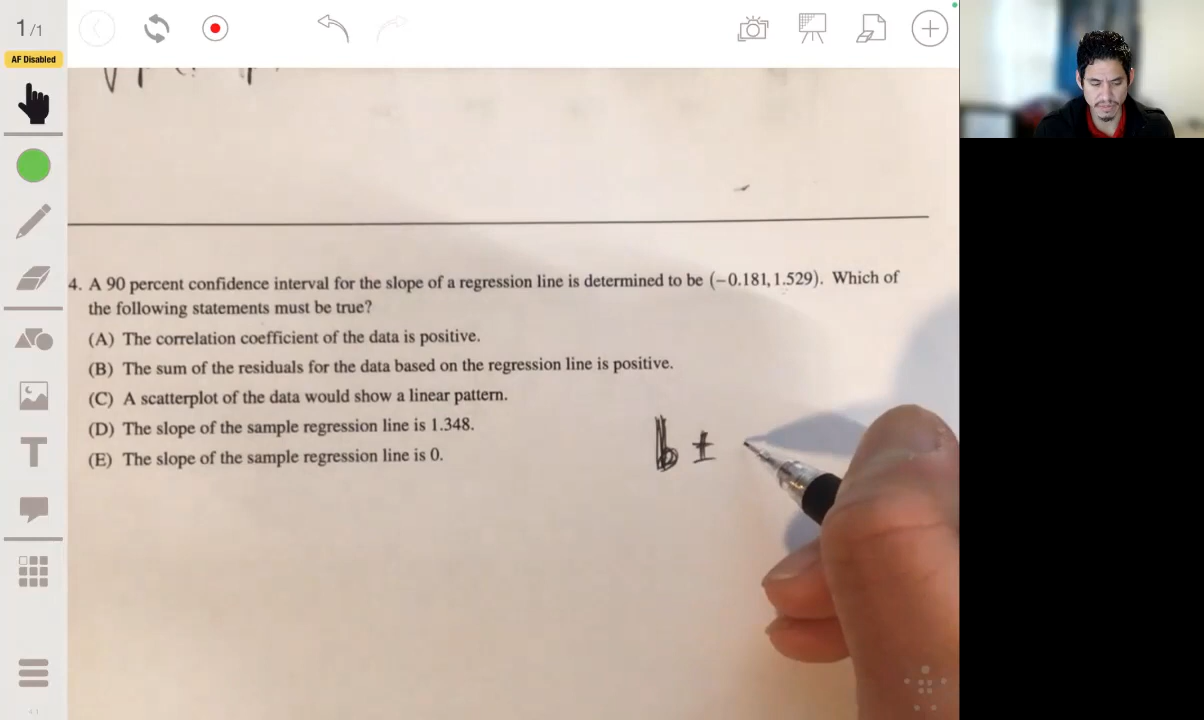 1/1
AF Disabled
4. A 90 percent confidence interval for the slope of a regression line is determined to be (−0.181, 1.529). Which of
the following statements must be true?
(A) The correlation coefficient of the data is positive.
(B) The sum of the residuals for the data based on the regression line is positive.
(C) A scatterplot of the data would show a linear pattern.
(D) The slope of the sample regression line is 1.348.
(E) The slope of the sample regression line is 0.
b ±
T